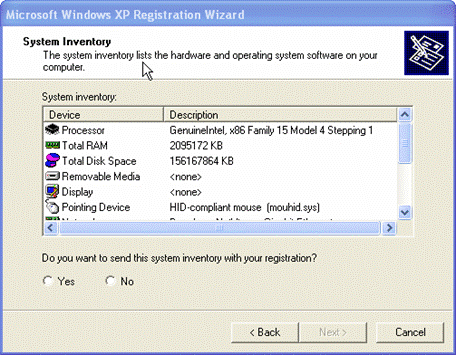 Microsoft Windows XP Registration Wizard
System Inventory
The system inventory lists the hardware and operating system software on your
computer.
System inventory:
Device Description
Processor GenuineIntel, x86 Family 15 Model 4 Stepping 1
Total RAM 2095172 KB
Total Disk Space 156167864 KB
Removable Media <none>
Display <none>
Pointing Device HID-compliant mouse (mouhid.sys)
Do you want to send this system inventory with your registration?
Yes No
< Back Next > Cancel